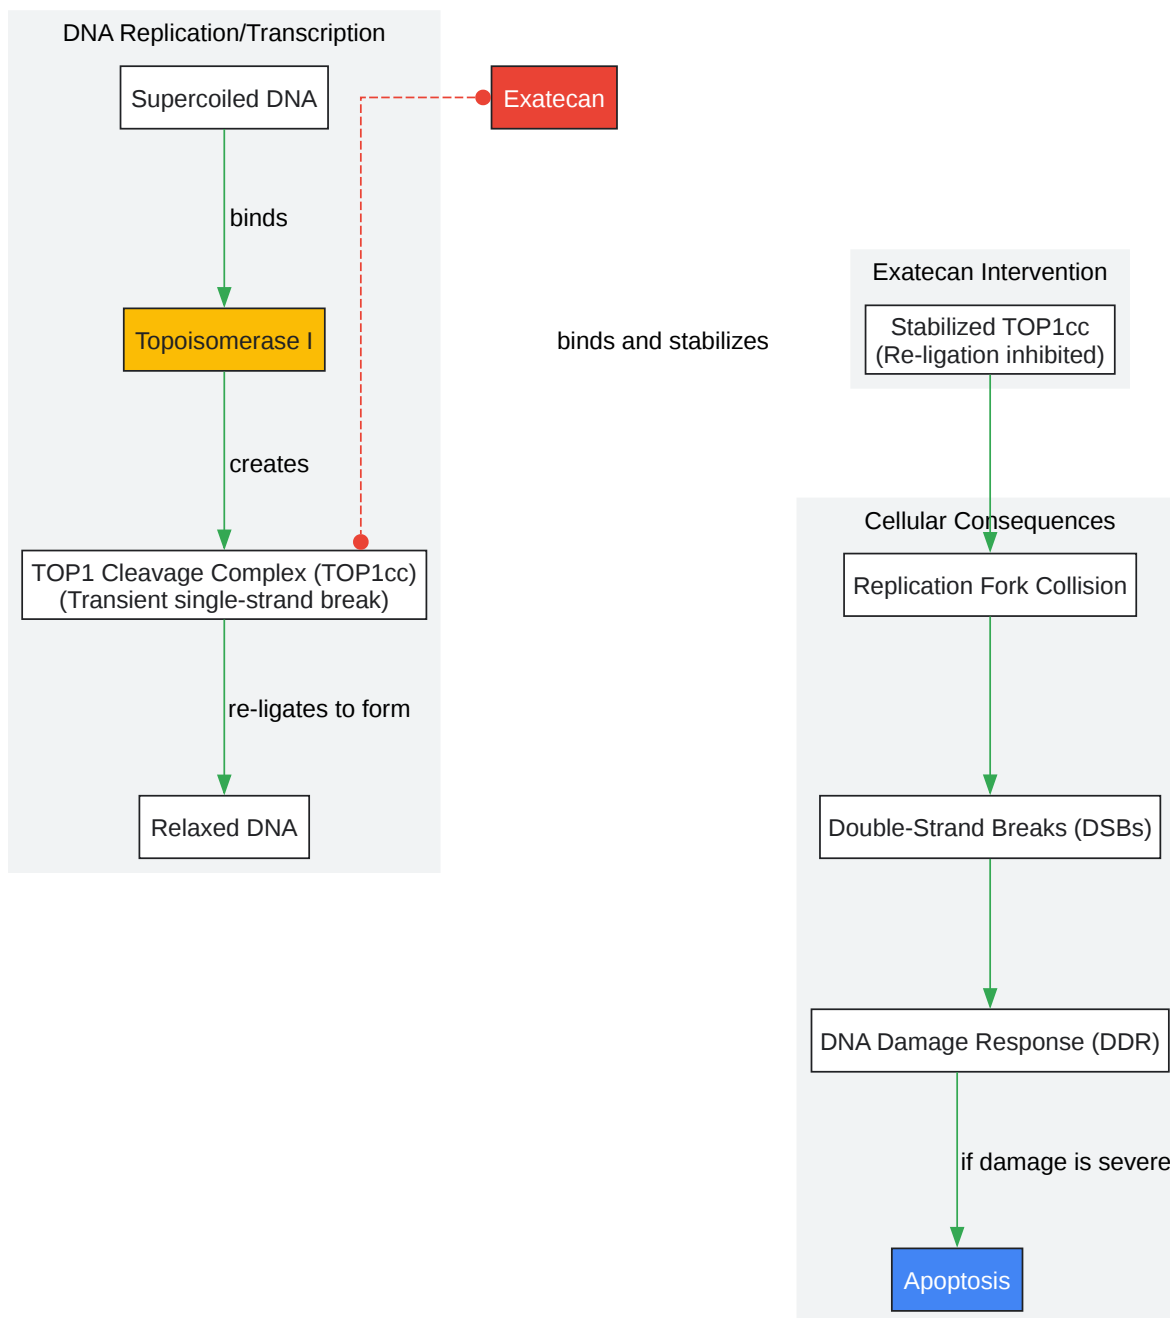 DNA Replication/Transcription
Supercoiled DNA
Exatecan
binds
Exatecan Intervention
Topoisomerase I
binds and stabilizes
Stabilized TOP1cc
(Re-ligation inhibited)
creates
Cellular Consequences
TOP1 Cleavage Complex (TOP1cc)
(Transient single-strand break)
Replication Fork Collision
re-ligates to form
Relaxed DNA
Double-Strand Breaks (DSBs)
DNA Damage Response (DDR)
if damage is severe
Apoptosis